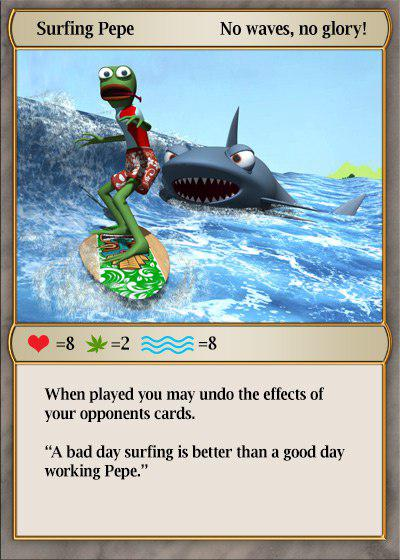 Surfing Pepe No waves, no glory!
=8 =2 =8
When played you may undo the effects of
your opponents cards.
“A bad day surfing is better than a good day
working Pepe.”